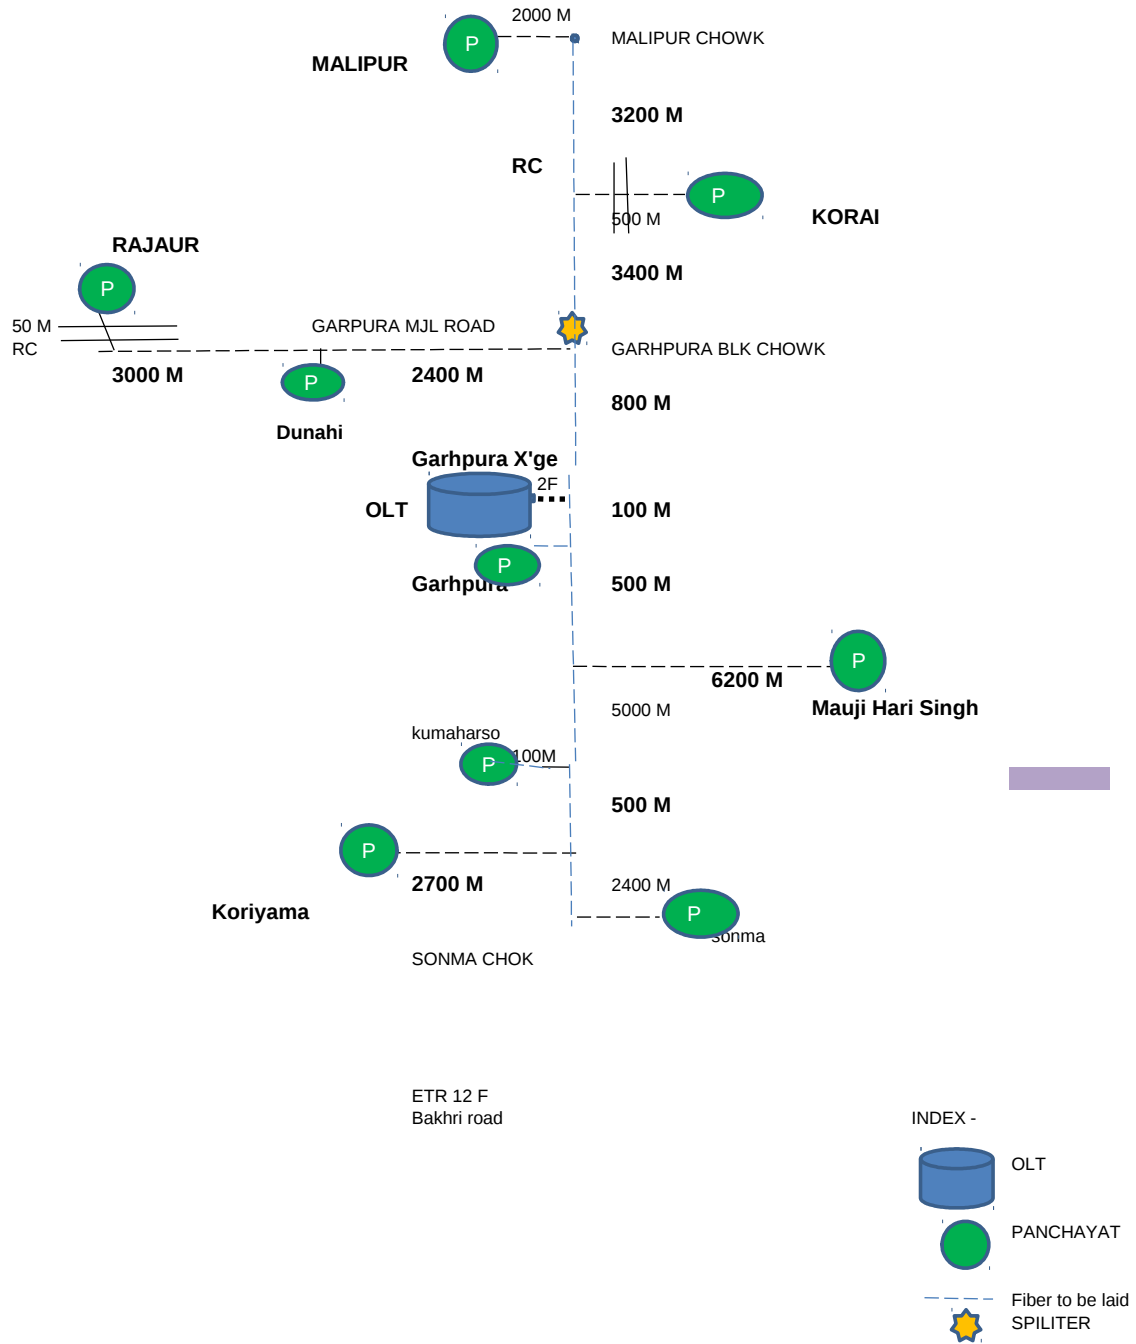 2000 M
MALIPUR CHOWK
P
MALIPUR
3200 M
RC
P
500 M
KORAI
RAJAUR
3400 M
P
50 M
GARPURA MJL ROAD
RC
GARHPURA BLK CHOWK
3000 M
2400 M
P
800 M
Dunahi
Garhpura X'ge
2F
OLT
100 M
P
Garhpura
500 M
P
6200 M
Mauji Hari Singh
5000 M
kumaharso
100M
P
500 M
P
2700 M
2400 M
Koriyama
P
sonma
SONMA CHOK
ETR 12 F
Bakhri road
INDEX -
OLT
PANCHAYAT
Fiber to be laid
SPILITER